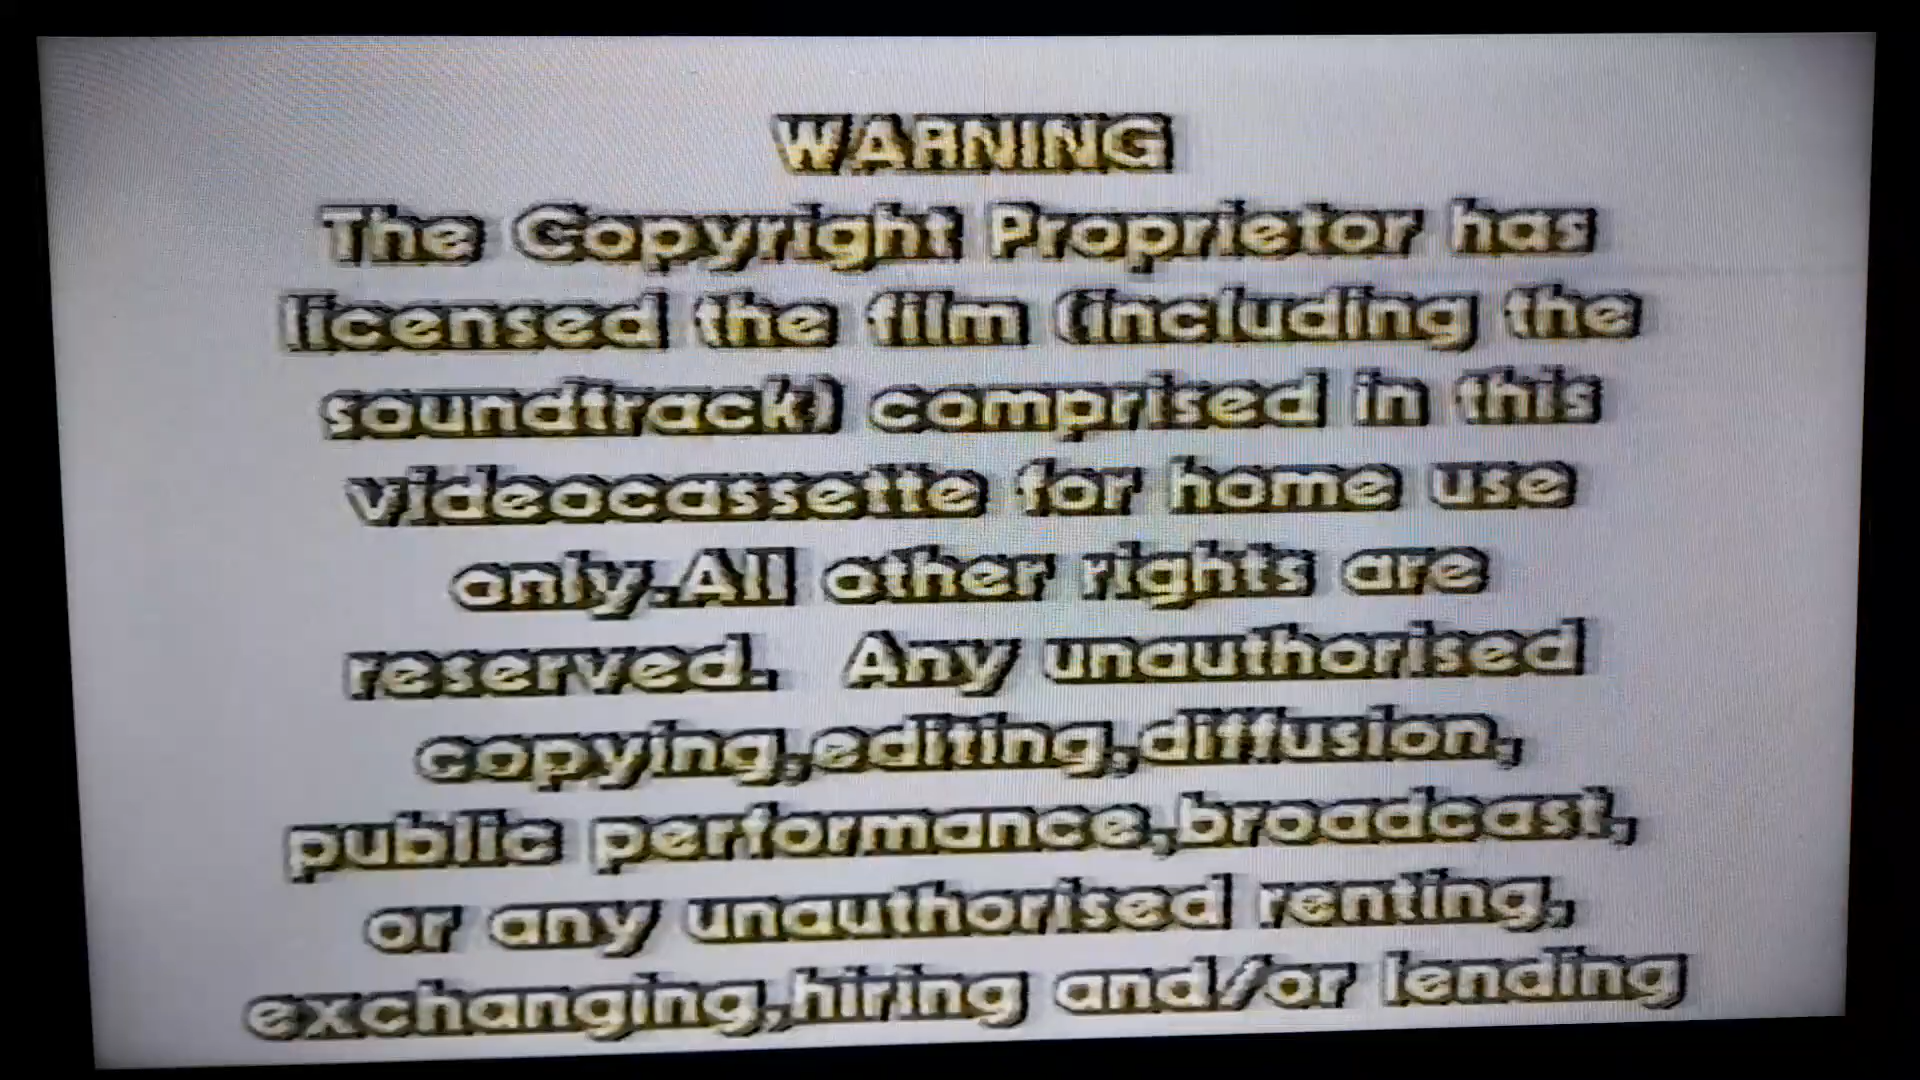 WARNING
The Copyright Proprietor has
licensed the film (including the
soundtrack) comprised in this
videocassette for home use
only.All other rights are
reserved. Any unauthorised
copying,editing,diffusion,
public performance,broadcast,
or any unauthorised renting,
exchanging,hiring and/or lending